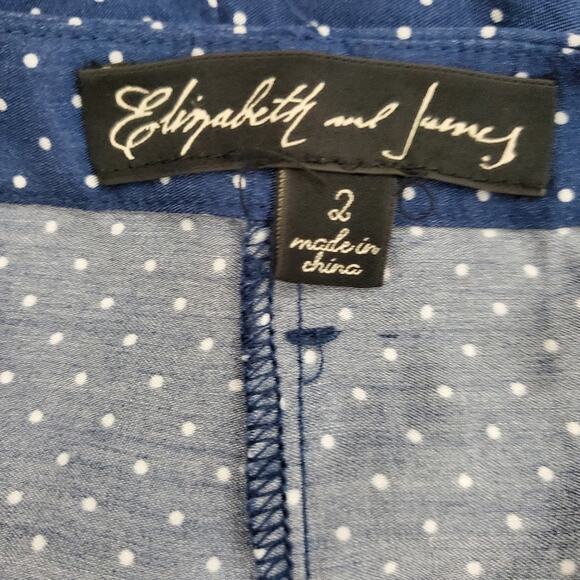 Elizabeth and James
2
made in
china